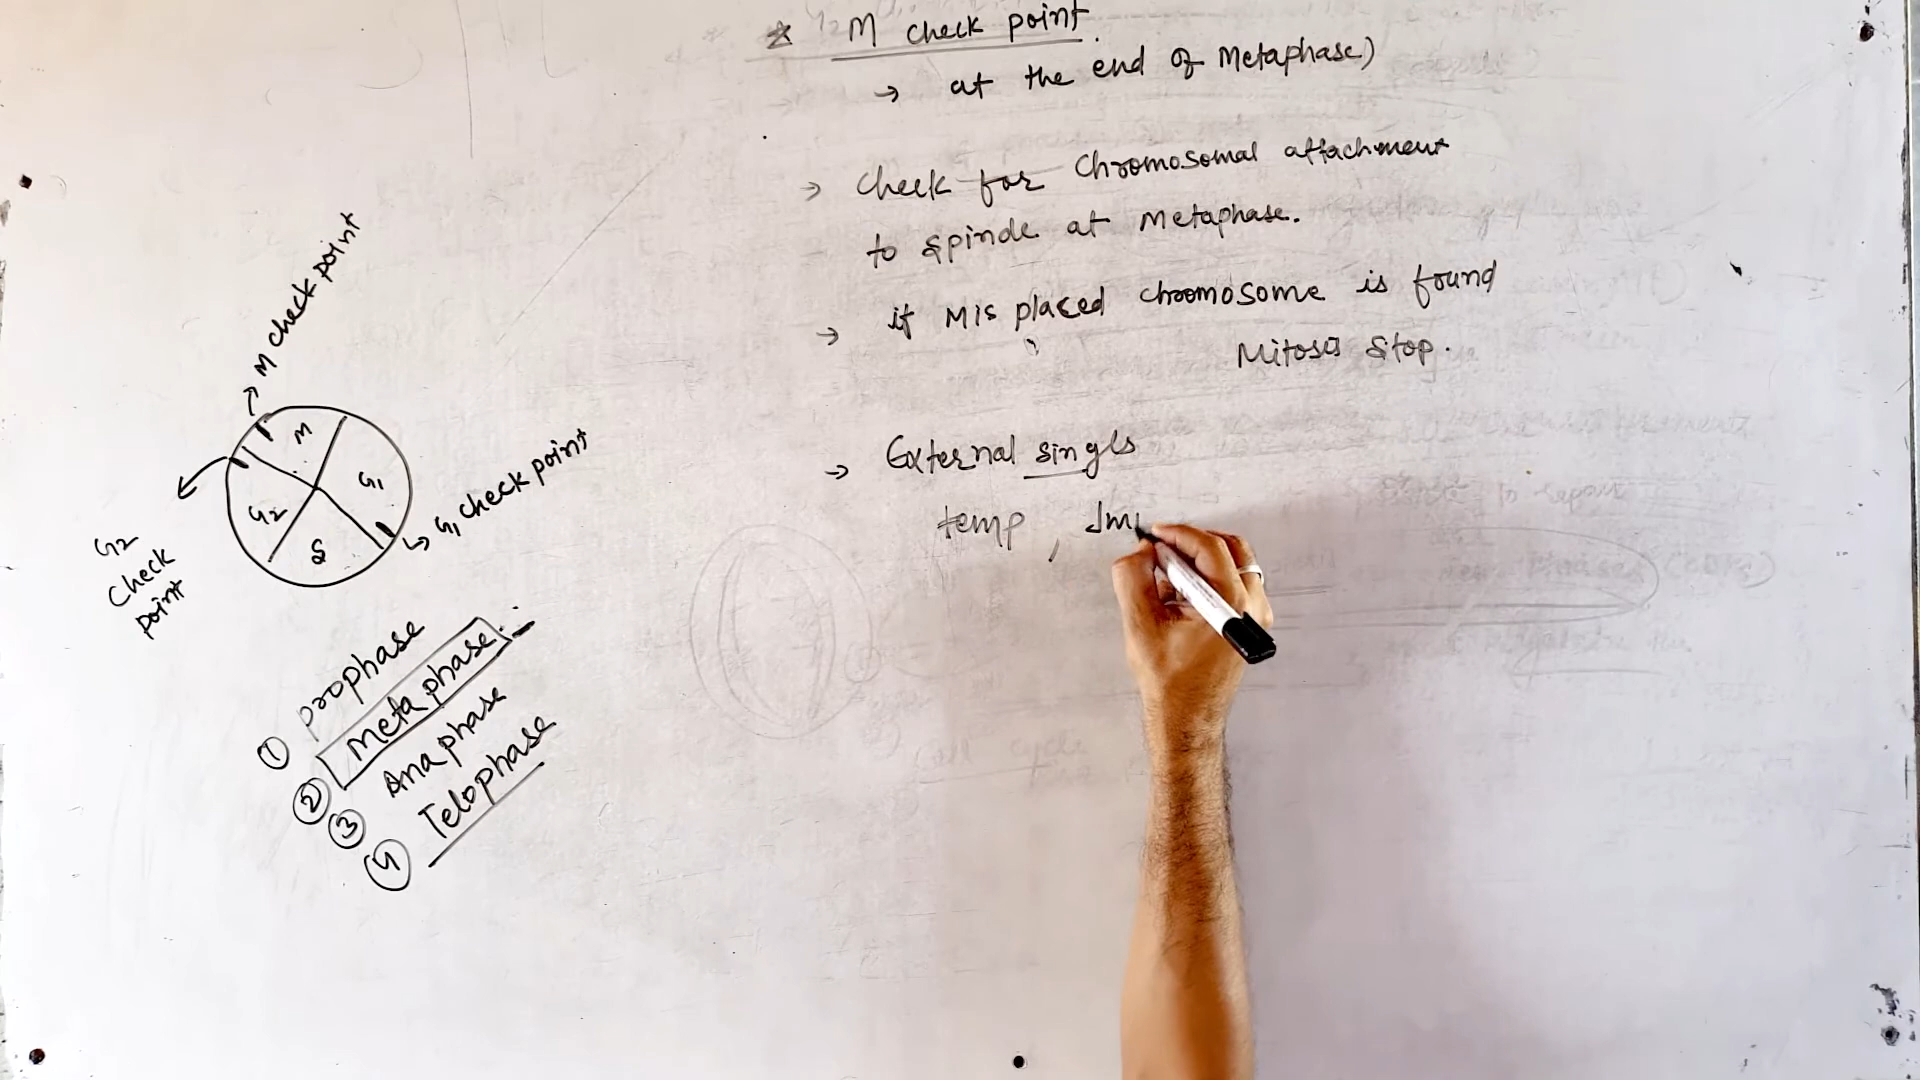 ☆ M check point.
→ at the end of Metaphase)
→ check for Chromosomal attachment
to spinde at Metaphase.
→ if Mis placed chromosome is found
Mitosis stop.
→ External singls
temp,
M check point
M
G1
G2
S
G1 check point
G2
check
point
① prophase
② Metaphase
③ Anaphase
④ Telophase